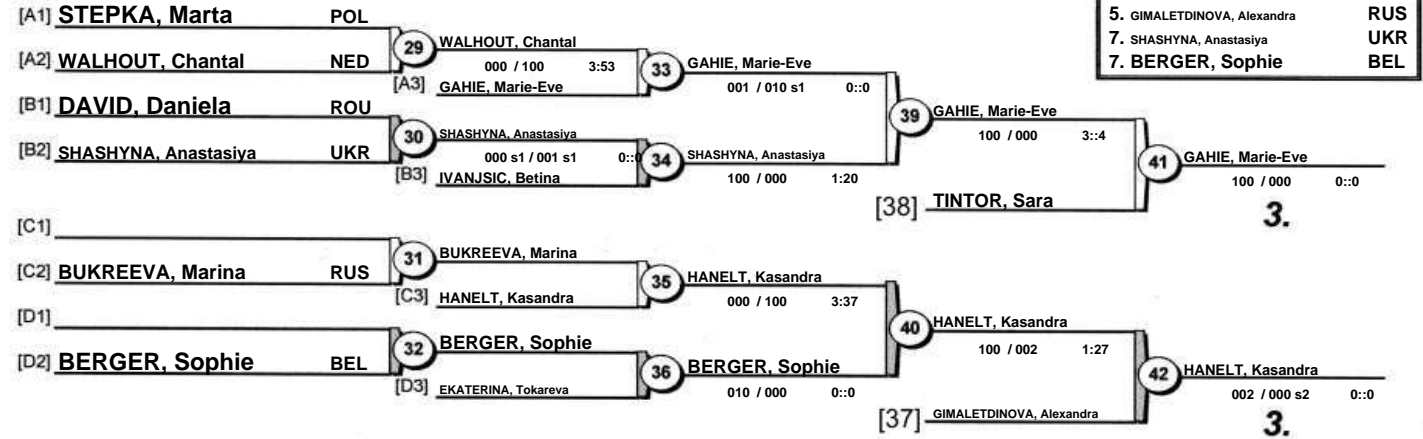 [A1] STEPKA, Marta POL
5. GIMALETDINOVA, Alexandra RUS
7. SHASHYNA, Anastasiya UKR
7. BERGER, Sophie BEL
29 WALHOUT, Chantal
[A2] WALHOUT, Chantal NED
000 / 100 3:53
33 GAHIE, Marie-Eve
[A3] GAHIE, Marie-Eve
001 / 010 s1 0::0
[B1] DAVID, Daniela ROU
39 GAHIE, Marie-Eve
30 SHASHYNA, Anastasiya
100 / 000 3::4
[B2] SHASHYNA, Anastasiya UKR
000 s1 / 001 s1 0::0
34 SHASHYNA, Anastasiya
41 GAHIE, Marie-Eve
[B3] IVANJSIC, Betina
100 / 000 1:20
100 / 000 0::0
[38] TINTOR, Sara
3.
[C1]
31 BUKREEVA, Marina
[C2] BUKREEVA, Marina RUS
35 HANELT, Kasandra
[C3] HANELT, Kasandra
000 / 100 3:37
[D1]
40 HANELT, Kasandra
32 BERGER, Sophie
100 / 002 1:27
[D2] BERGER, Sophie BEL
36 BERGER, Sophie
42 HANELT, Kasandra
[D3] EKATERINA, Tokareva
010 / 000 0::0
002 / 000 s2 0::0
[37] GIMALETDINOVA, Alexandra
3.